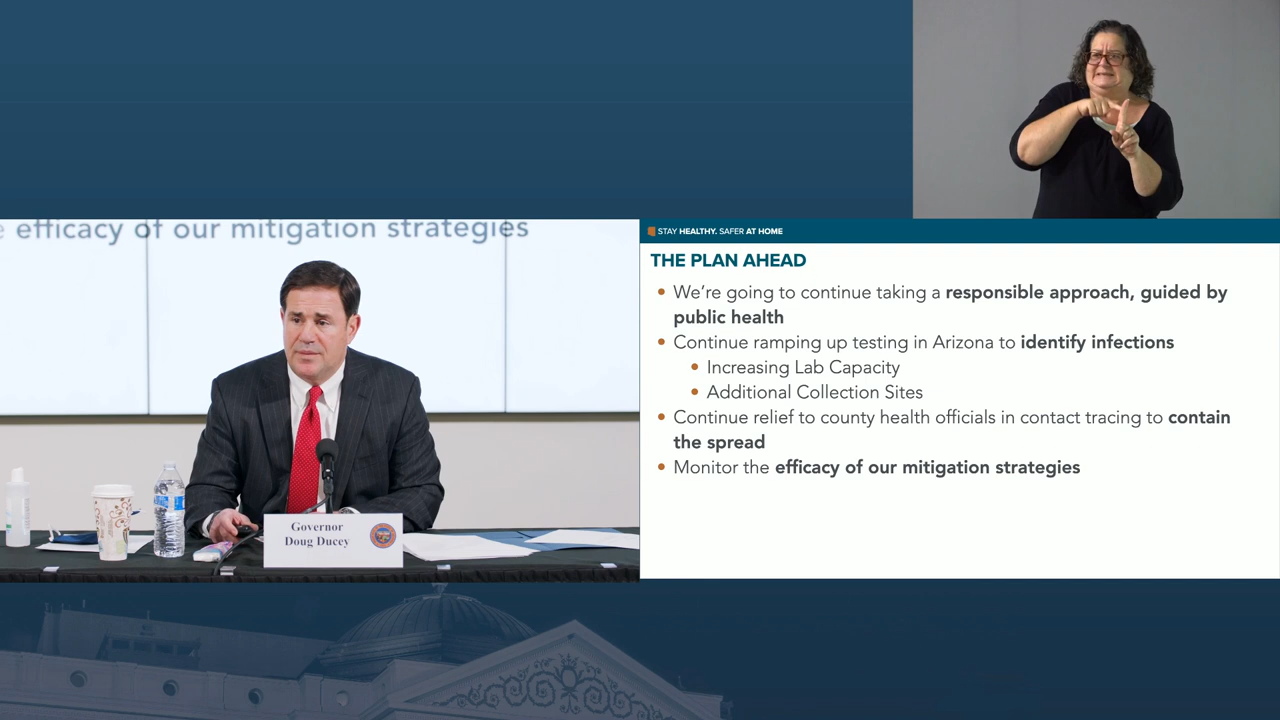 efficacy of our mitigation strategies
Governor
Doug Ducey
STAY HEALTHY. SAFER AT HOME
THE PLAN AHEAD
• We’re going to continue taking a responsible approach, guided by
public health
• Continue ramping up testing in Arizona to identify infections
• Increasing Lab Capacity
• Additional Collection Sites
• Continue relief to county health officials in contact tracing to contain
the spread
• Monitor the efficacy of our mitigation strategies